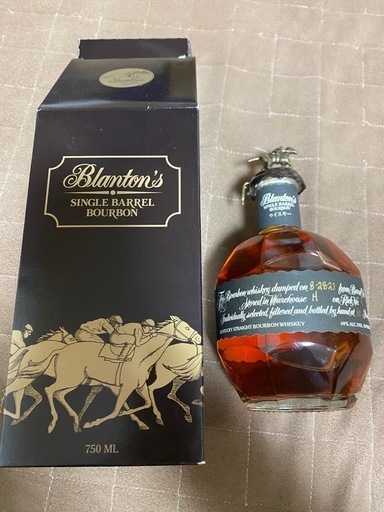 Blanton's
SINGLE BARREL
BOURBON
750 ML
Blanton's
SINGLE BARREL
BOURBON
ウイスキー
This Bourbon whiskey dumped on 8-28-21 from Barrel
Stored in Warehouse H on Rick No.
Individually selected, filtered and bottled by hand at
KENTUCKY STRAIGHT BOURBON WHISKEY